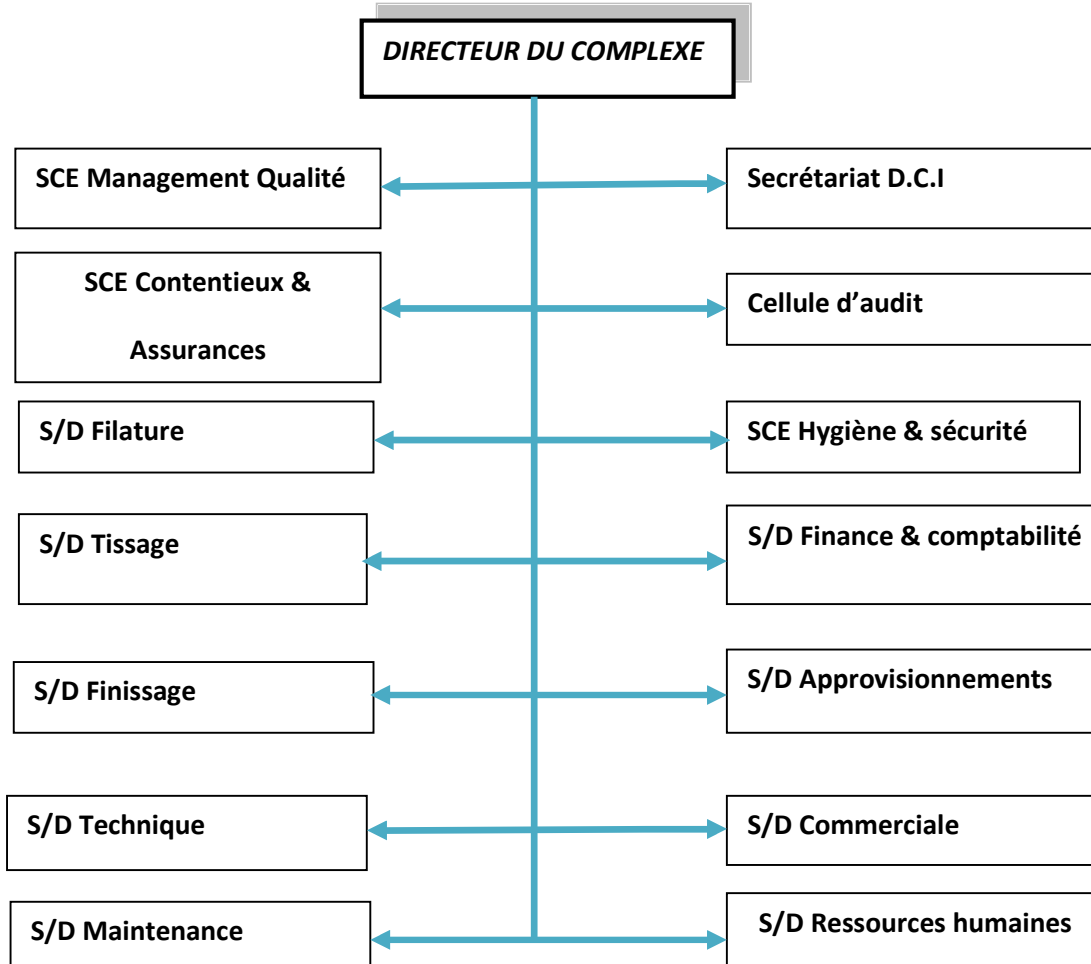 DIRECTEUR DU COMPLEXE
SCE Management Qualité
Secrétariat D.C.I
SCE Contentieux &
Assurances
Cellule d’audit
S/D Filature
SCE Hygiène & sécurité
S/D Tissage
S/D Finance & comptabilité
S/D Finissage
S/D Approvisionnements
S/D Technique
S/D Commerciale
S/D Maintenance
S/D Ressources humaines